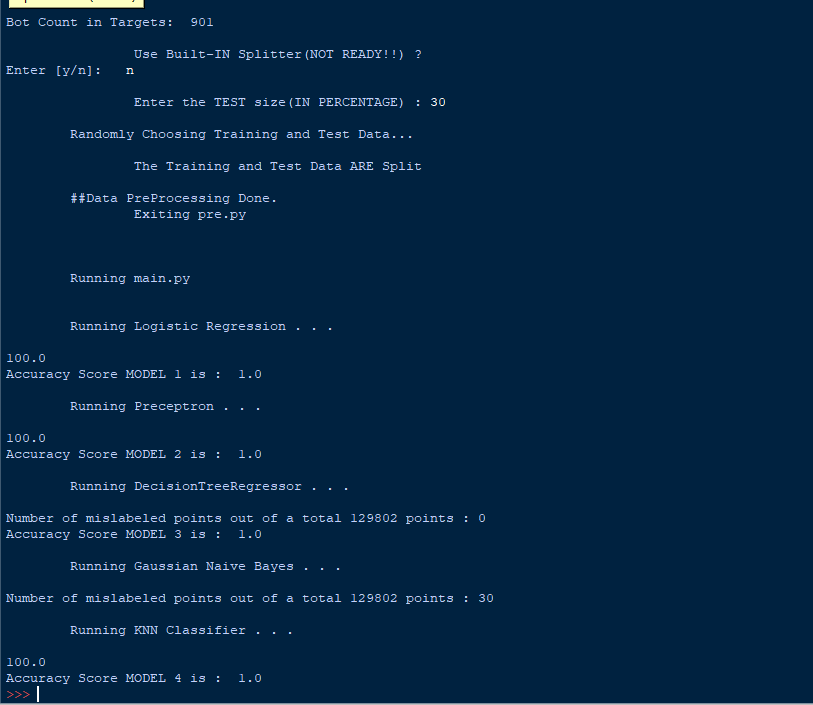 Bot Count in Targets:  901
Use Built-IN Splitter(NOT READY!!) ?
Enter [y/n]:   n
Enter the TEST size(IN PERCENTAGE) : 30
Randomly Choosing Training and Test Data...
The Training and Test Data ARE Split
##Data PreProcessing Done.
Exiting pre.py
Running main.py
Running Logistic Regression . . .
100.0
Accuracy Score MODEL 1 is :  1.0
Running Preceptron . . .
100.0
Accuracy Score MODEL 2 is :  1.0
Running DecisionTreeRegressor . . .
Number of mislabeled points out of a total 129802 points : 0
Accuracy Score MODEL 3 is :  1.0
Running Gaussian Naive Bayes . . .
Number of mislabeled points out of a total 129802 points : 30
Running KNN Classifier . . .
100.0
Accuracy Score MODEL 4 is :  1.0
>>>